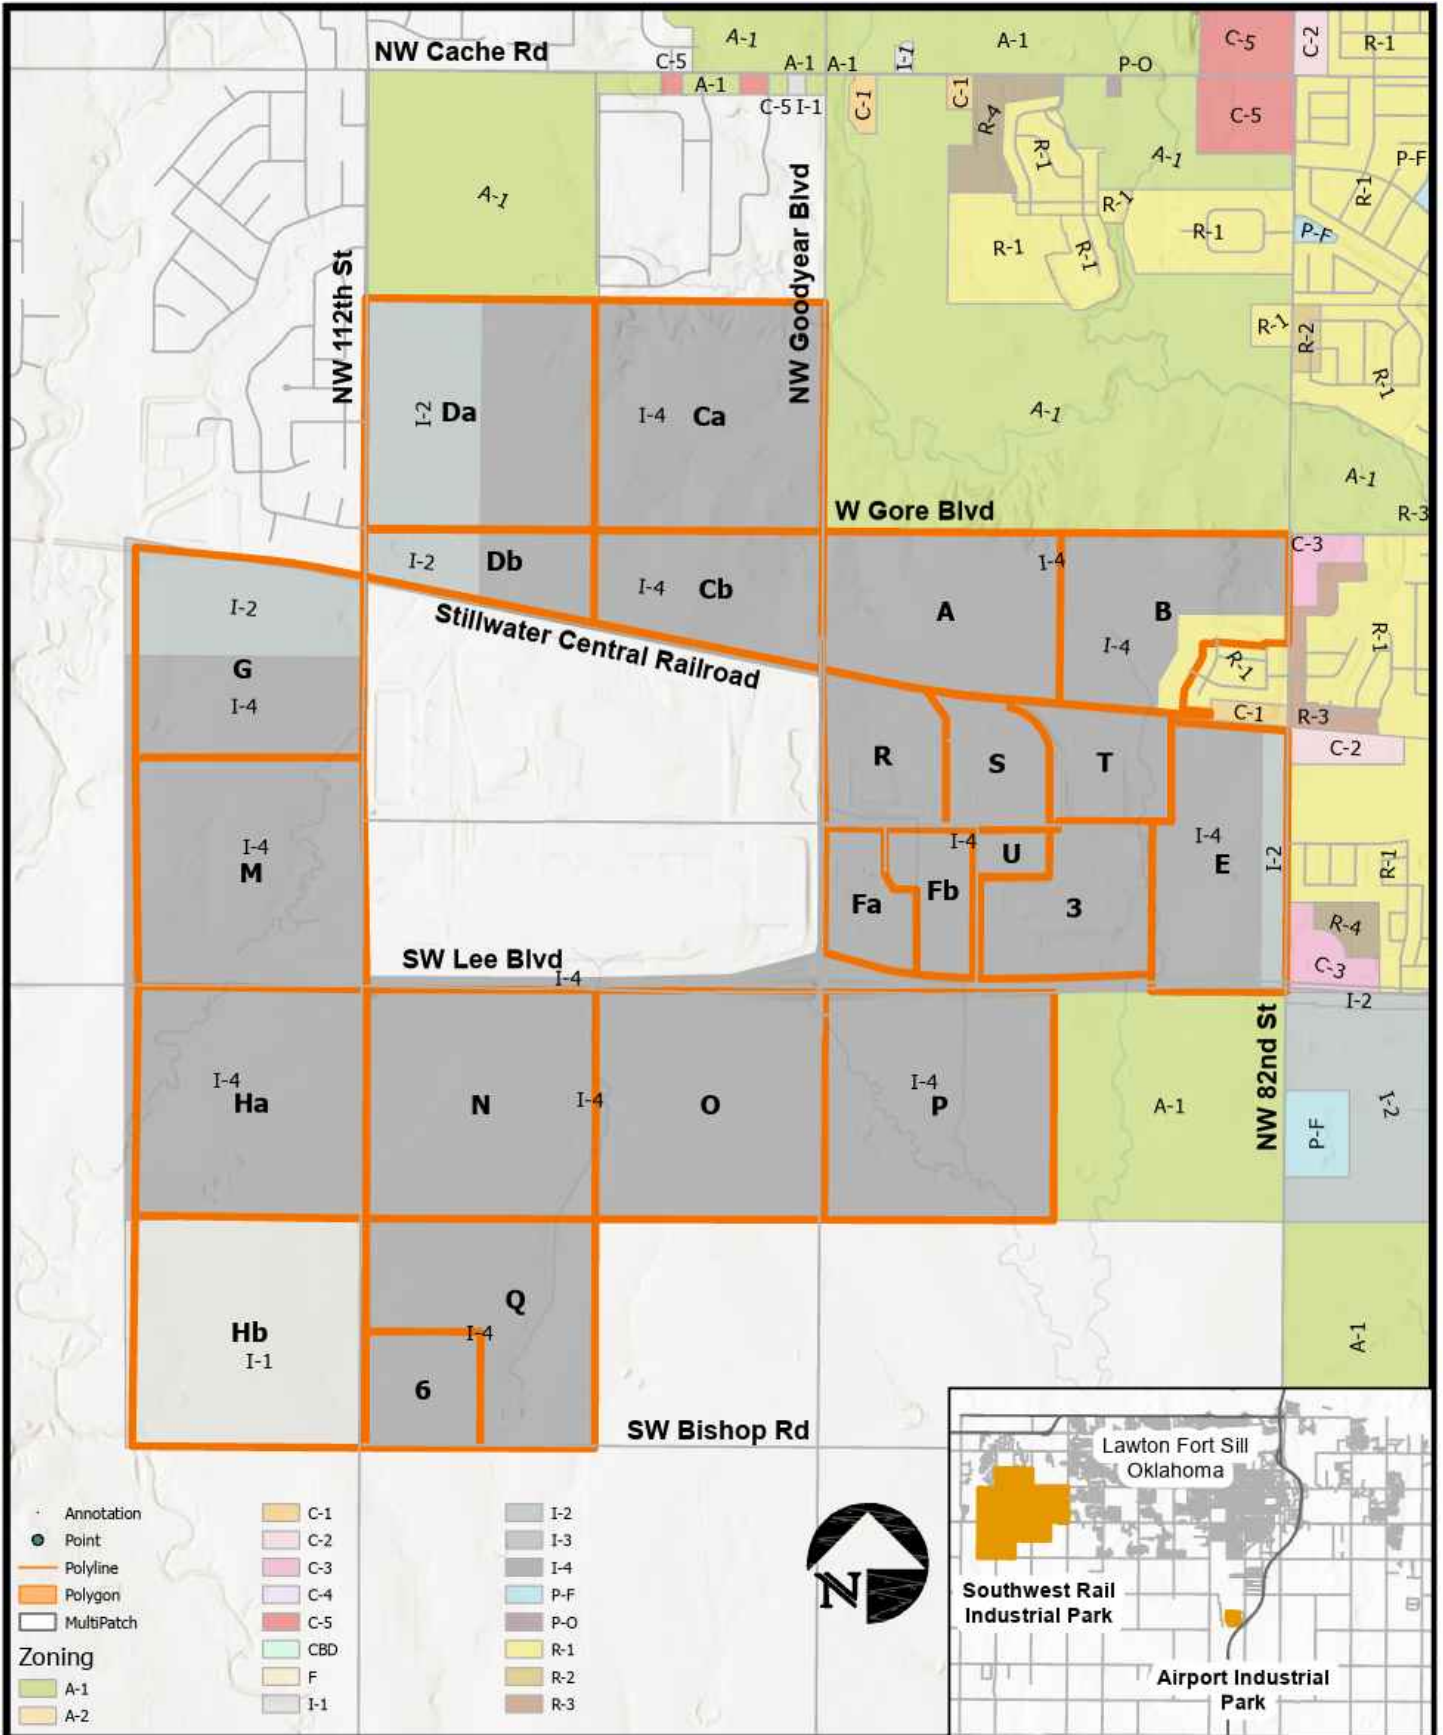 A-1
NW Cache Rd
C-5
A-1
A-1
I-1
A-1
P-O
C-5
C-2
R-1
A-1
C-5
I-1
C-1
C-1
R-4
R-1
A-1
C-5
P-F
R-1
A-1
R-1
R-1
R-1
R-1
P-F
NW 112th St
NW Goodyear Blvd
R-1
R-2
R-1
I-2
Da
I-4
Ca
A-1
A-1
W Gore Blvd
R-3
C-3
I-2
Db
I-4
Cb
I-4
A
B
I-4
I-2
G
I-4
Stillwater Central Railroad
R-1
R-1
C-1
R-3
C-2
R
S
T
I-4
M
I-4
U
I-4
E
I-2
R-1
Fa
Fb
3
R-4
C-3
SW Lee Blvd
I-4
I-2
NW 82nd St
I-4
Ha
N
I-4
O
I-4
P
A-1
P-F
I-2
Hb
I-1
Q
I-4
6
A-1
SW Bishop Rd
Lawton Fort Sill
Oklahoma
Southwest Rail
Industrial Park
Airport Industrial
Park
N
Annotation
Point
Polyline
Polygon
MultiPatch
Zoning
A-1
A-2
C-1
C-2
C-3
C-4
C-5
CBD
F
I-1
I-2
I-3
I-4
P-F
P-O
R-1
R-2
R-3